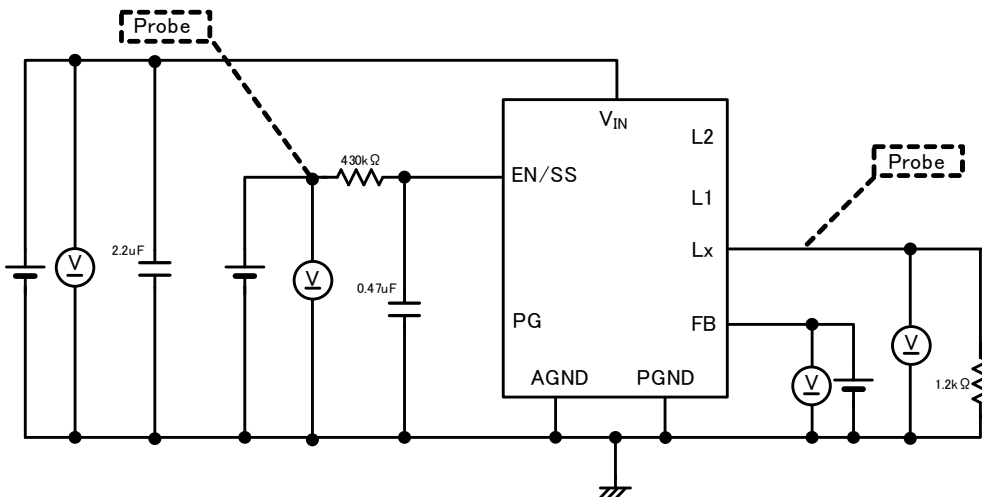 Probe
V_IN
L2
430kΩ
EN/SS
Probe
L1
Lx
V
2.2uF
V
0.47uF
PG
FB
V
V
1.2kΩ
AGND
PGND